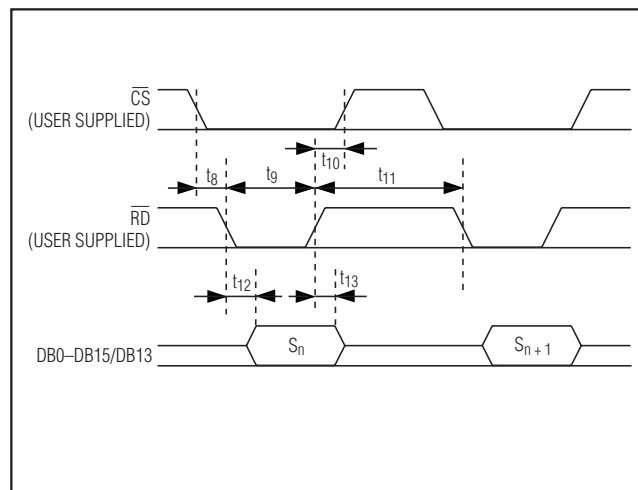 CS
(USER SUPPLIED)
t10
t8
t9
t11
RD
(USER SUPPLIED)
t12
t13
DB0–DB15/DB13
Sn
Sn + 1